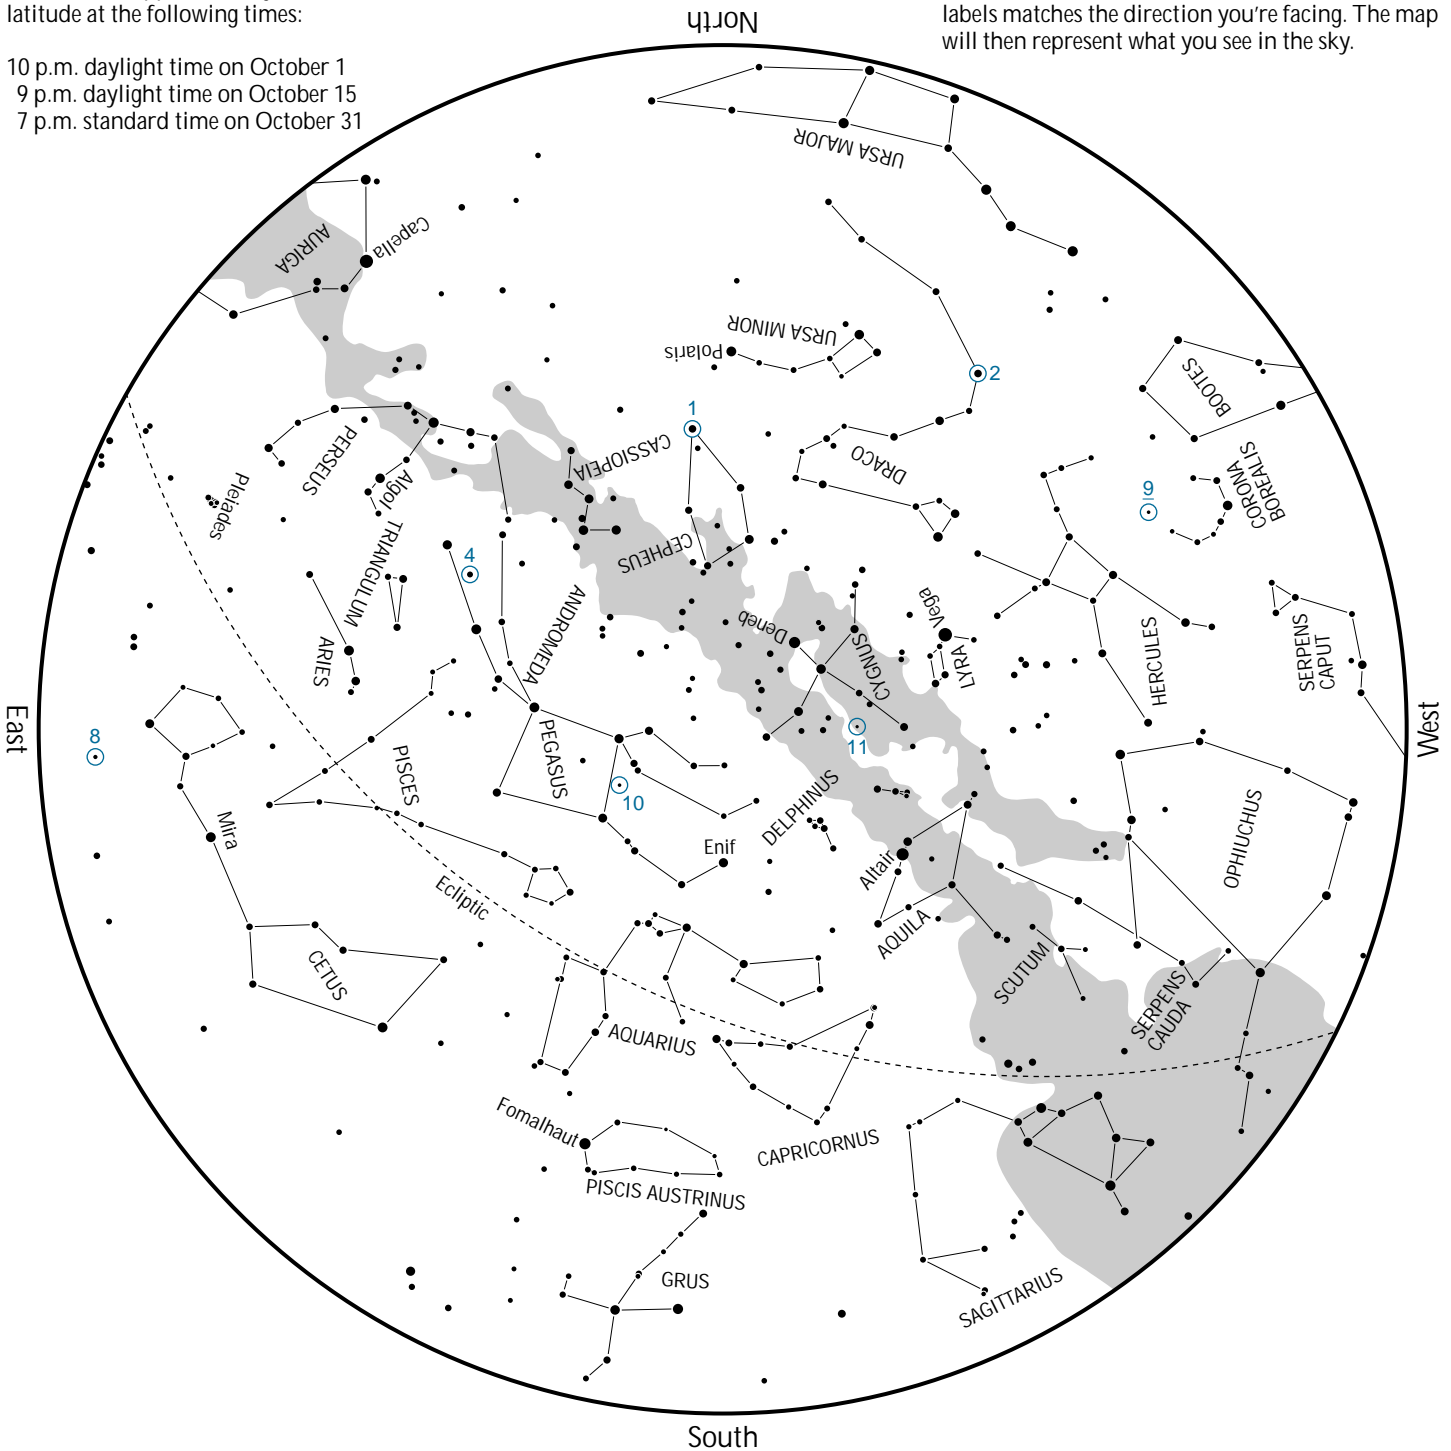 latitude at the following times:
10 p.m. daylight time on October 1
9 p.m. daylight time on October 15
7 p.m. standard time on October 31
labels matches the direction you're facing. The map
will then represent what you see in the sky.
North
URSA MAJOR
Capella
AURIGA
URSA MINOR
Polaris
2
BOOTES
1
CASSIOPEIA
PERSEUS
DRACO
CORONA
BOREALIS
Algol
Pleiades
9
TRIANGULUM
CEPHEUS
4
ANDROMEDA
Deneb
Vega
CYGNUS
LYRA
HERCULES
SERPENS
CAPUT
ARIES
East
West
8
PEGASUS
11
PISCES
10
DELPHINUS
Mira
Enif
Altair
OPHIUCHUS
Ecliptic
AQUILA
CETUS
SCUTUM
SERPENS
CAUDA
AQUARIUS
Fomalhaut
CAPRICORNUS
PISCIS AUSTRINUS
GRUS
SAGITTARIUS
South